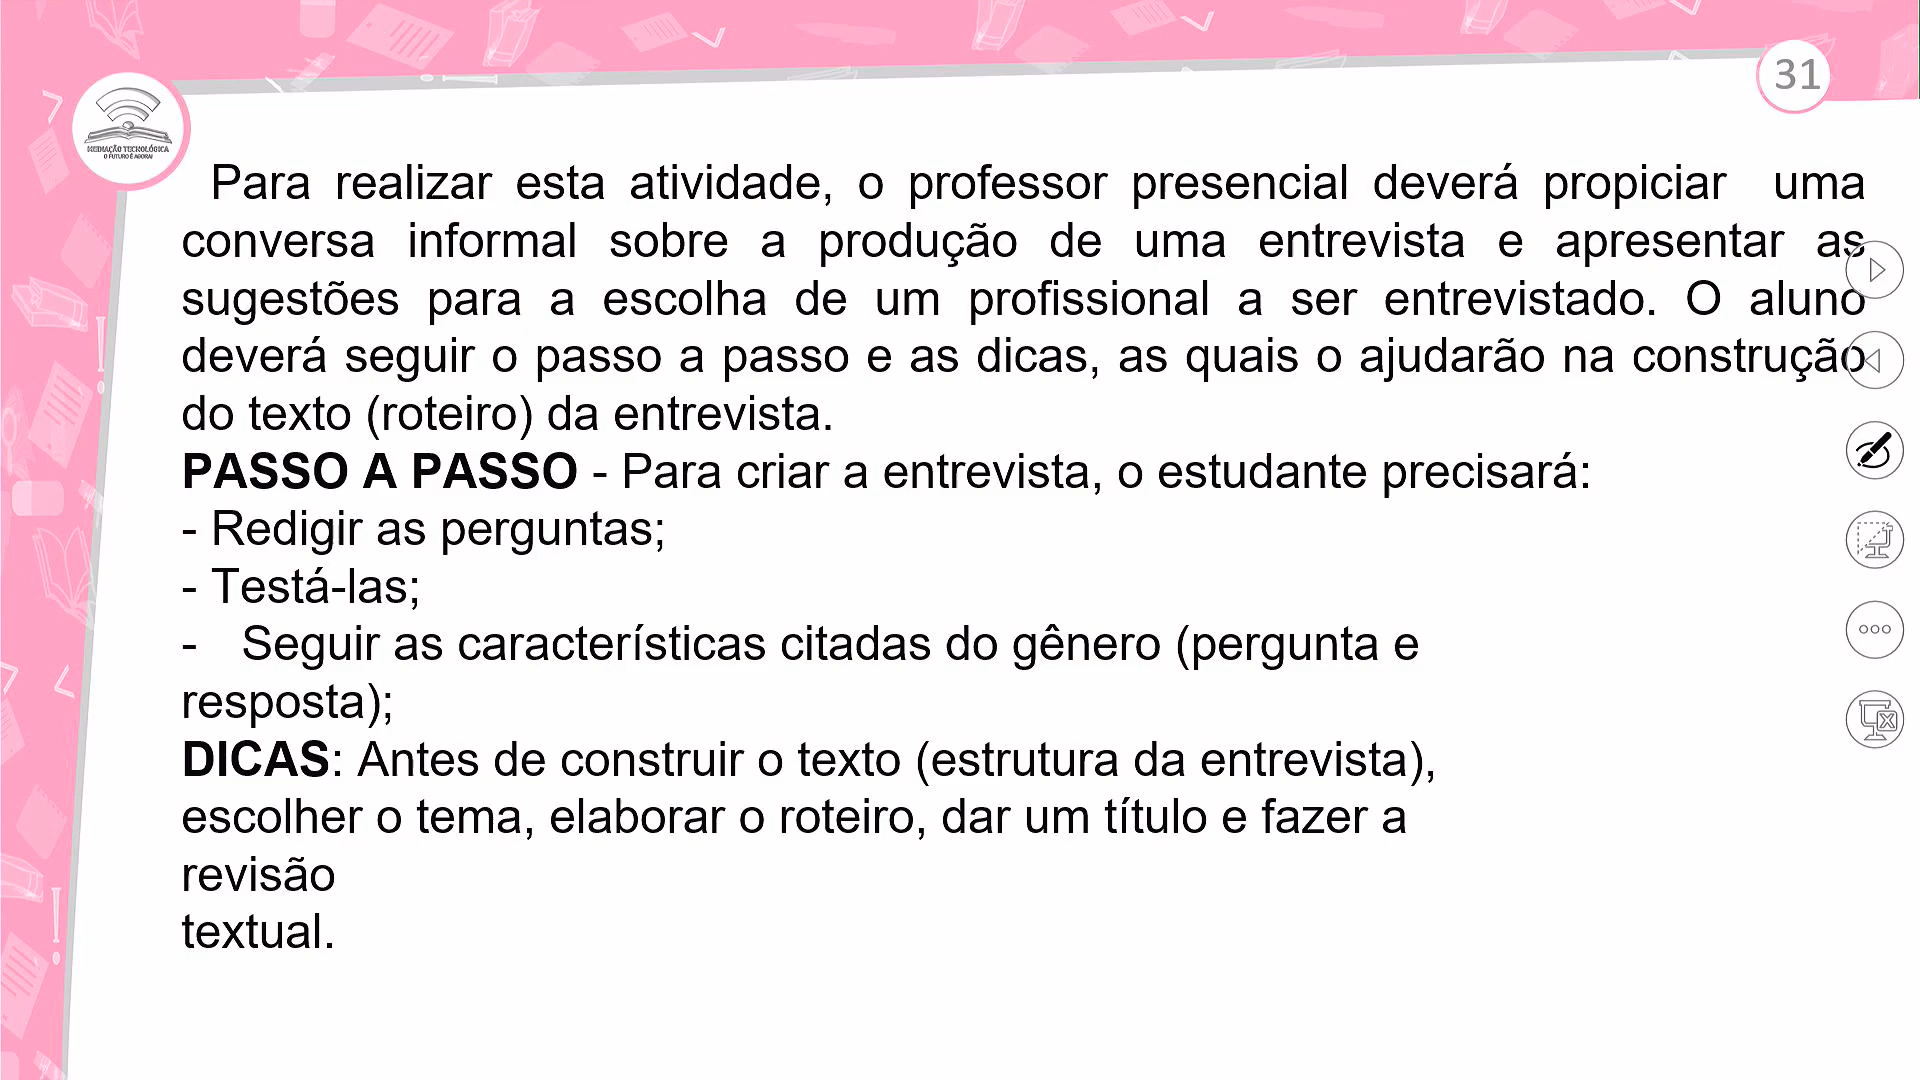 31
MEDIAÇÃO TECNOLÓGICA
O FUTURO É AGORA!
Para realizar esta atividade, o professor presencial deverá propiciar uma
conversa informal sobre a produção de uma entrevista e apresentar as
sugestões para a escolha de um profissional a ser entrevistado. O aluno
deverá seguir o passo a passo e as dicas, as quais o ajudarão na construção
do texto (roteiro) da entrevista.
PASSO A PASSO - Para criar a entrevista, o estudante precisará:
- Redigir as perguntas;
- Testá-las;
- Seguir as características citadas do gênero (pergunta e
resposta);
DICAS: Antes de construir o texto (estrutura da entrevista),
escolher o tema, elaborar o roteiro, dar um título e fazer a
revisão
textual.